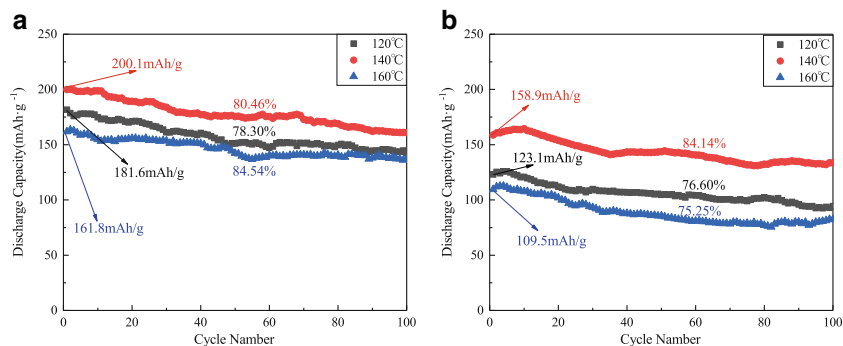 a
250
200
150
100
50
0
Discharge Capacity(mAh·g⁻¹)
0 20 40 60 80 100
Cycle Number
120℃
140℃
160℃
200.1mAh/g
80.46%
78.30%
84.54%
181.6mAh/g
161.8mAh/g
b
250
200
150
100
50
0
Discharge Capacity(mAh·g⁻¹)
0 20 40 60 80 100
Cycle Number
120℃
140℃
160℃
158.9mAh/g
84.14%
123.1mAh/g
76.60%
75.25%
109.5mAh/g